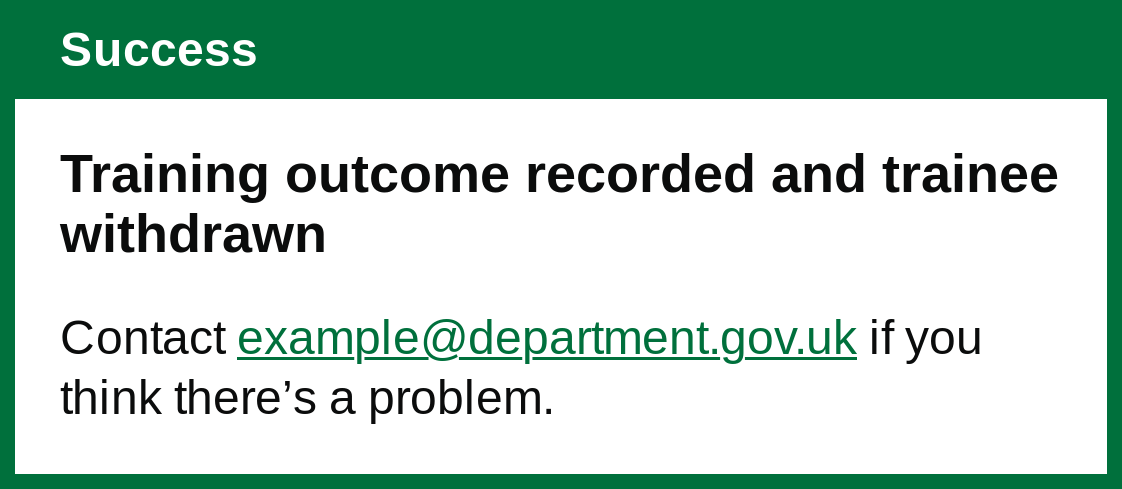 Success
Training outcome recorded and trainee
withdrawn
Contact example@department.gov.uk if you
think there’s a problem.